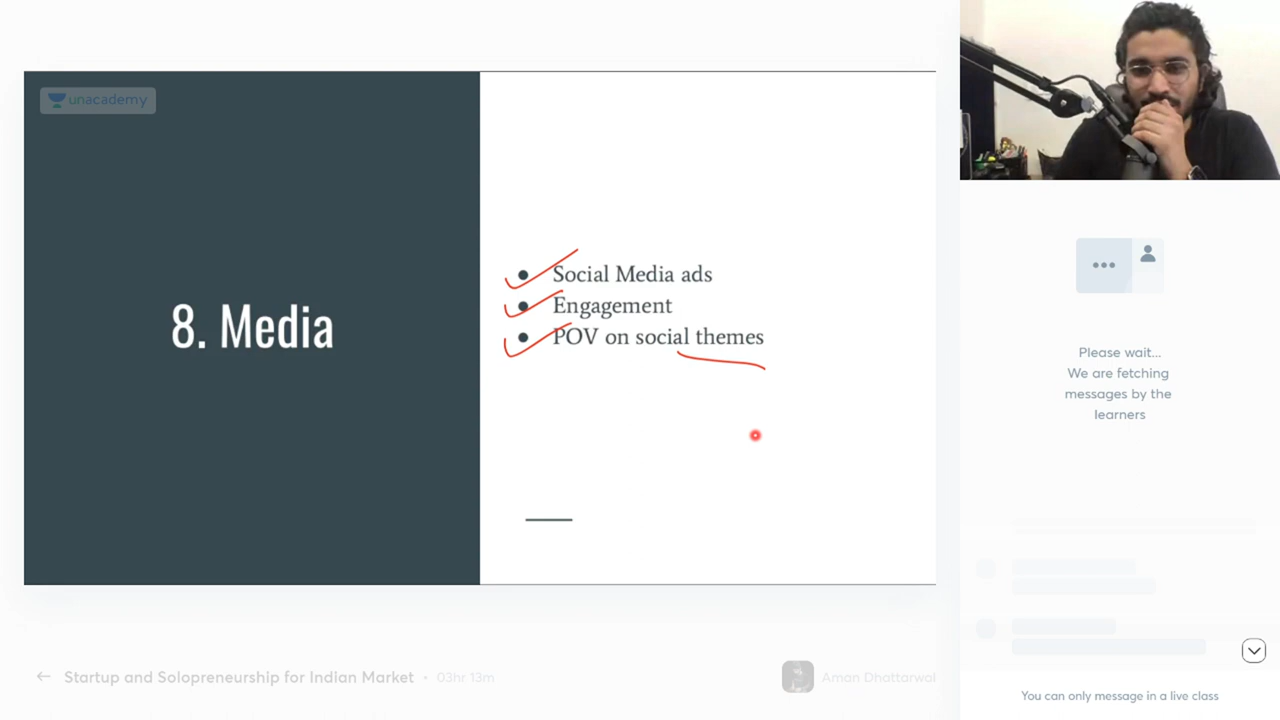 unacademy
8. Media
Social Media ads
Engagement
POV on social themes
Please wait...
We are fetching
messages by the
learners
Startup and Solopreneurship for Indian Market • 03hr 13m
Aman Dhattarwal
You can only message in a live class